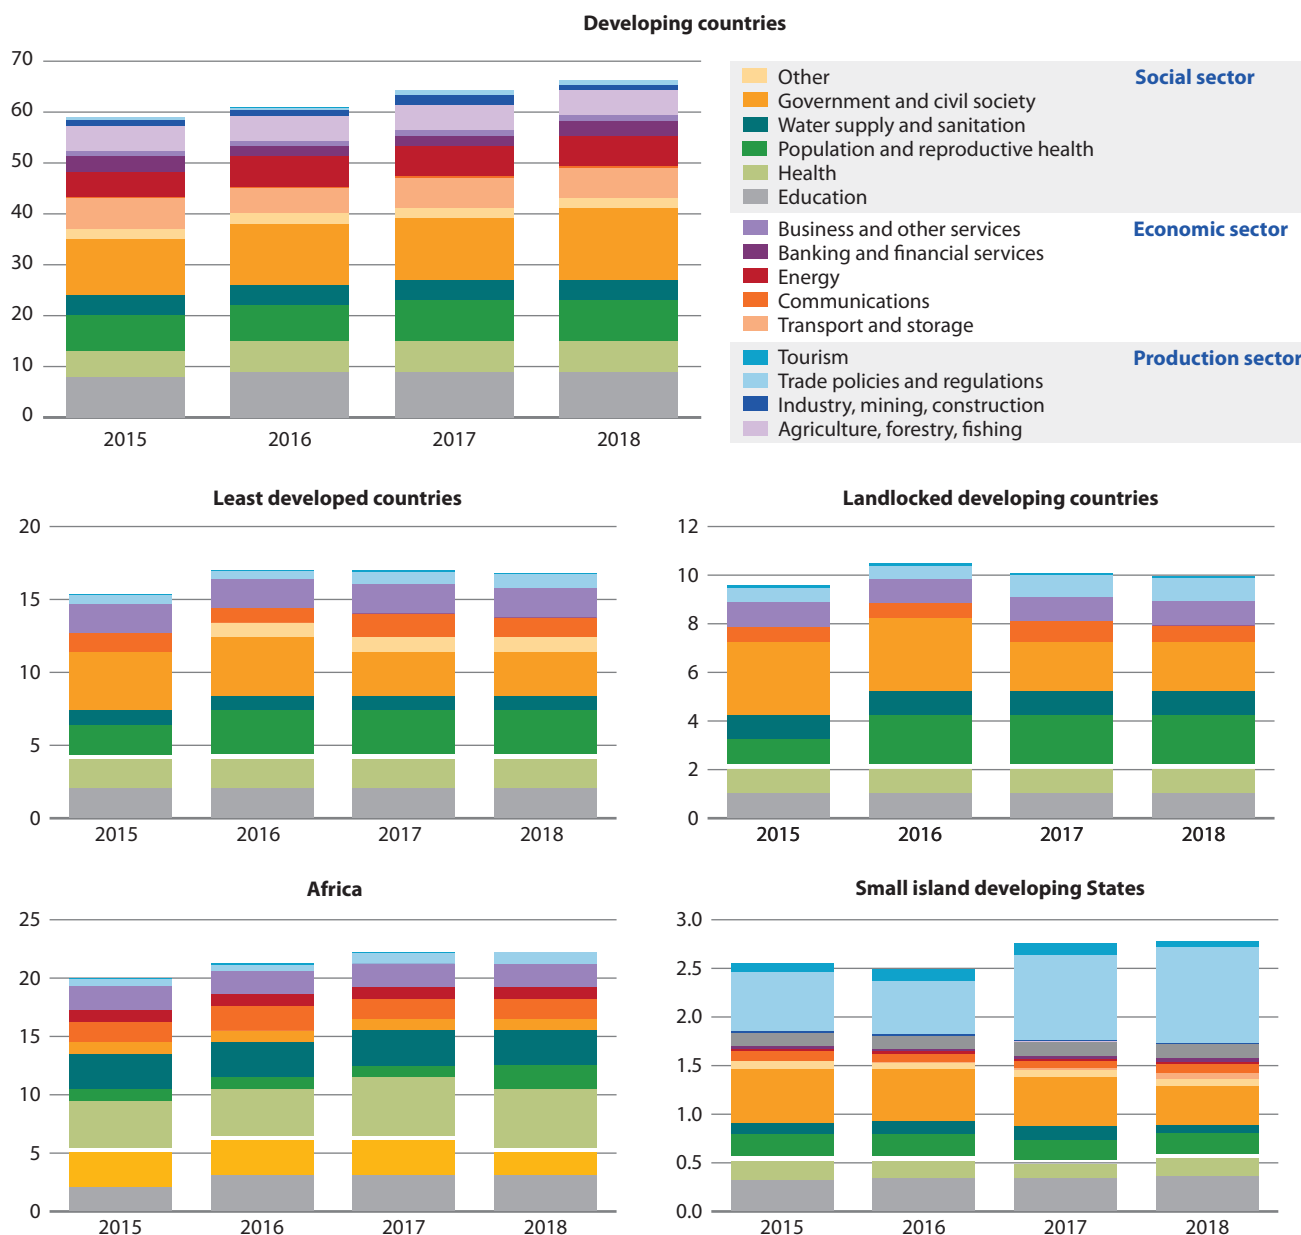 Developing countries
70
60
50
40
30
20
10
0
2015 2016 2017 2018
Other Social sector
Government and civil society
Water supply and sanitation
Population and reproductive health
Health
Education
Business and other services Economic sector
Banking and financial services
Energy
Communications
Transport and storage
Tourism Production sector
Trade policies and regulations
Industry, mining, construction
Agriculture, forestry, fishing
Least developed countries
20
15
10
5
0
2015 2016 2017 2018
Landlocked developing countries
12
10
8
6
4
2
0
2015 2016 2017 2018
Africa
25
20
15
10
5
0
2015 2016 2017 2018
Small island developing States
3.0
2.5
2.0
1.5
1.0
0.5
0.0
2015 2016 2017 2018